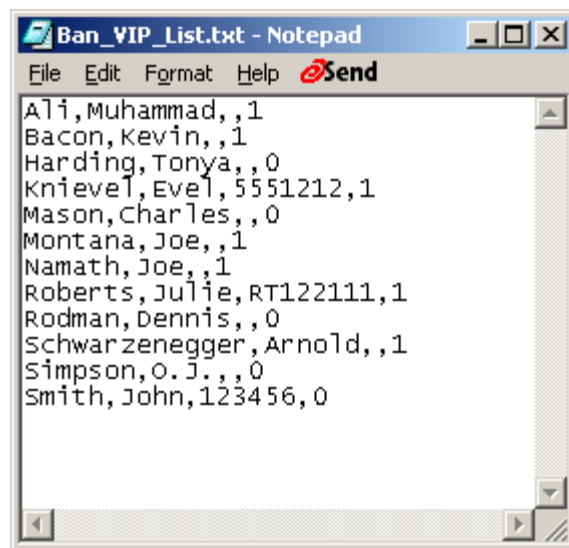 Ban_VIP_List.txt - Notepad
File Edit Format Help Send
Ali,Muhammad,,1
Bacon,Kevin,,1
Harding,Tonya,,0
Knievel,Evel,5551212,1
Mason,Charles,,0
Montana,Joe,,1
Namath,Joe,,1
Roberts,Julie,RT122111,1
Rodman,Dennis,,0
Schwarzenegger,Arnold,,1
Simpson,O.J.,,0
Smith,John,123456,0